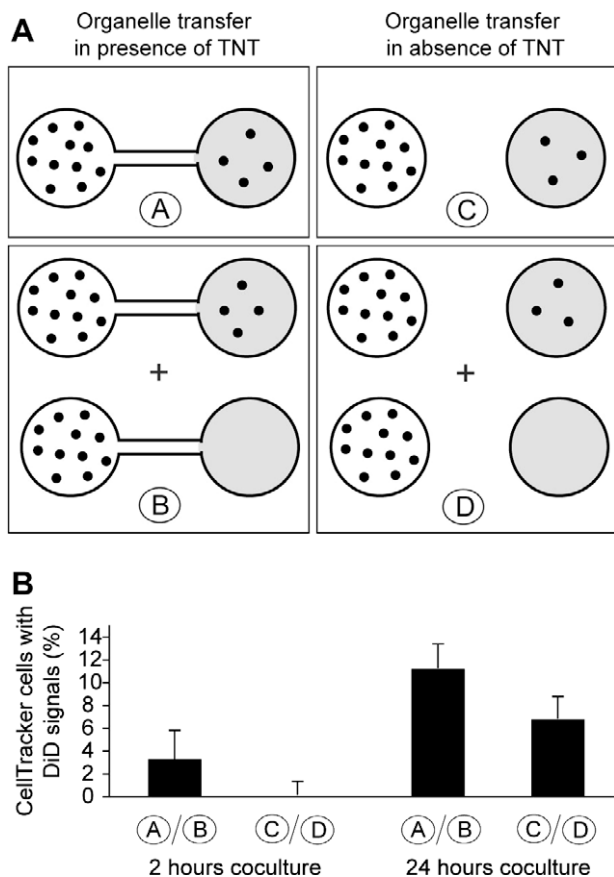 A
Organelle transfer
in presence of TNT
Organelle transfer
in absence of TNT
A
C
+
B
+
D
B
CellTracker cells with
DiD signals (%)
14
12
10
8
6
4
2
0
A/B C/D A/B C/D
2 hours coculture 24 hours coculture